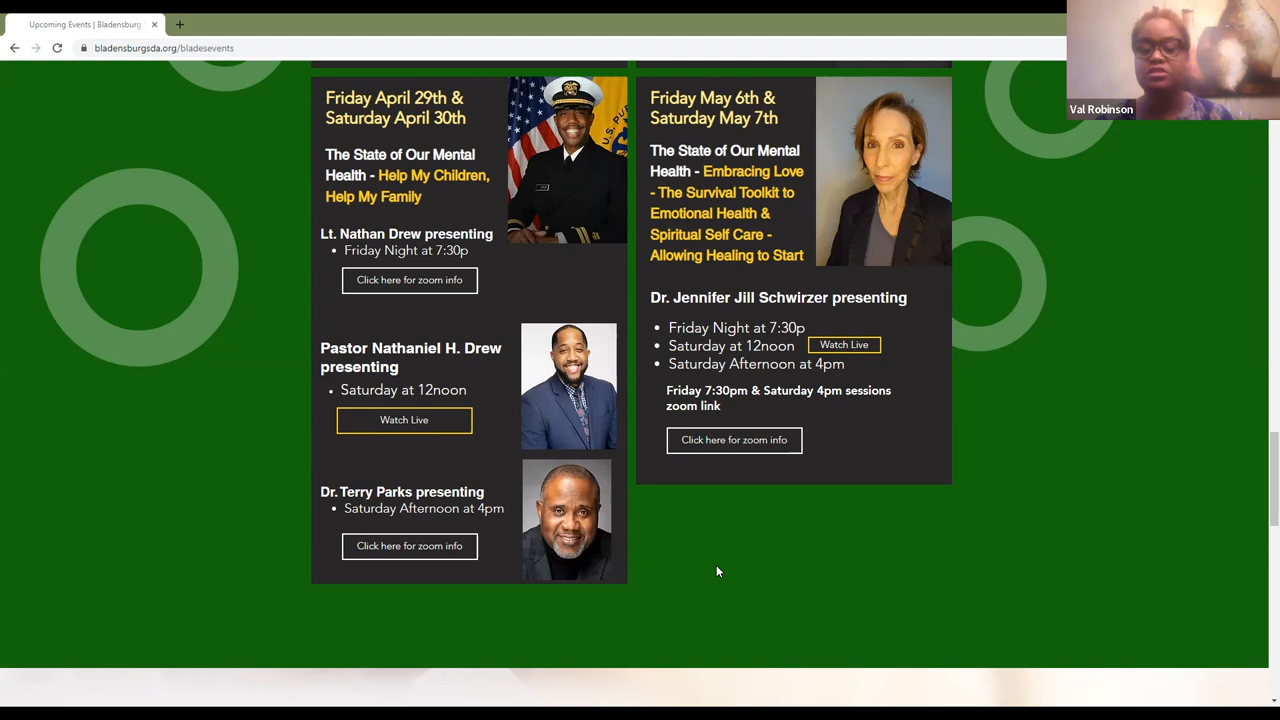 Upcoming Events | Bladensburg
bladensburgsda.org/bladesevents
Val Robinson
Friday April 29th &
Saturday April 30th
The State of Our Mental
Health - Help My Children,
Help My Family
Lt. Nathan Drew presenting
• Friday Night at 7:30p
Click here for zoom info
Pastor Nathaniel H. Drew
presenting
• Saturday at 12noon
Watch Live
Dr. Terry Parks presenting
• Saturday Afternoon at 4pm
Click here for zoom info
Friday May 6th &
Saturday May 7th
The State of Our Mental
Health - Embracing Love
- The Survival Toolkit to
Emotional Health &
Spiritual Self Care -
Allowing Healing to Start
Dr. Jennifer Jill Schwirzer presenting
• Friday Night at 7:30p
• Saturday at 12noon Watch Live
• Saturday Afternoon at 4pm
Friday 7:30pm & Saturday 4pm sessions
zoom link
Click here for zoom info